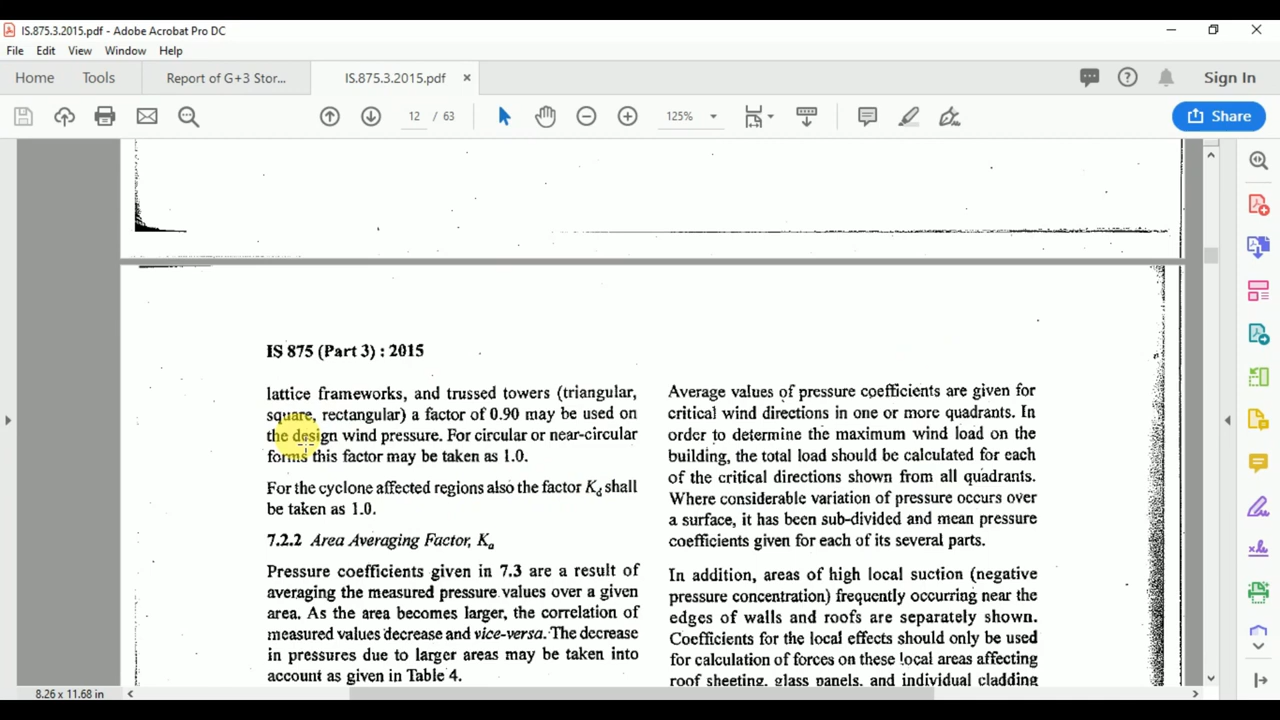 IS.875.3.2015.pdf - Adobe Acrobat Pro DC
File Edit View Window Help
Home Tools Report of G+3 Stor... IS.875.3.2015.pdf × Sign In
12 / 63 125% Share
IS 875 (Part 3) : 2015
lattice frameworks, and trussed towers (triangular,
square, rectangular) a factor of 0.90 may be used on
the design wind pressure. For circular or near-circular
forms this factor may be taken as 1.0.
For the cyclone affected regions also the factor Kd shall
be taken as 1.0.
7.2.2 Area Averaging Factor, Ka
Pressure coefficients given in 7.3 are a result of
averaging the measured pressure values over a given
area. As the area becomes larger, the correlation of
measured values decrease and vice-versa. The decrease
in pressures due to larger areas may be taken into
account as given in Table 4.
Average values of pressure coefficients are given for
critical wind directions in one or more quadrants. In
order to determine the maximum wind load on the
building, the total load should be calculated for each
of the critical directions shown from all quadrants.
Where considerable variation of pressure occurs over
a surface, it has been sub-divided and mean pressure
coefficients given for each of its several parts.
In addition, areas of high local suction (negative
pressure concentration) frequently occurring near the
edges of walls and roofs are separately shown.
Coefficients for the local effects should only be used
for calculation of forces on these local areas affecting
roof sheeting, glass panels, and individual cladding
8.26 x 11.68 in